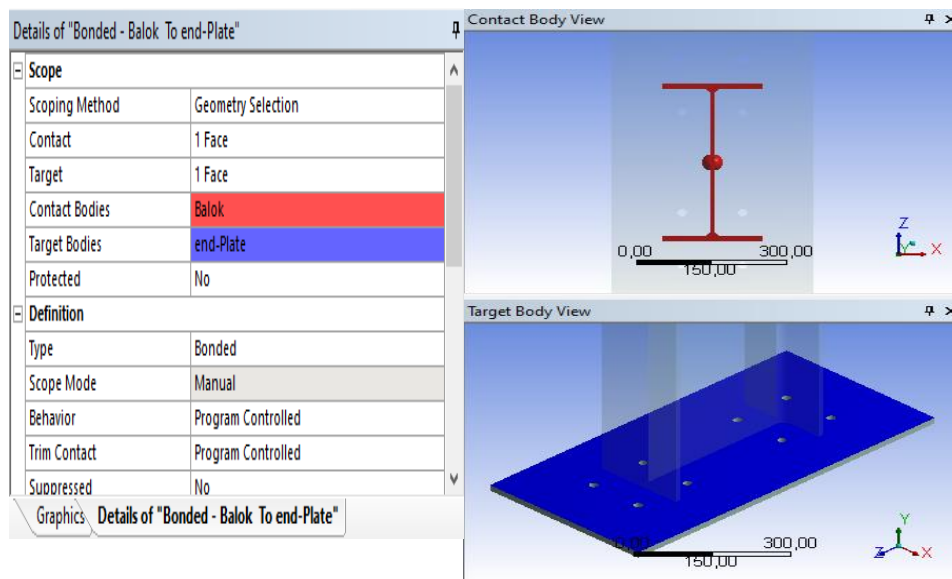 Details of "Bonded - Balok To end-Plate"
Scope
Scoping Method Geometry Selection
Contact 1 Face
Target 1 Face
Contact Bodies Balok
Target Bodies end-Plate
Protected No
Definition
Type Bonded
Scope Mode Manual
Behavior Program Controlled
Trim Contact Program Controlled
Suppressed No
Graphics Details of "Bonded - Balok To end-Plate"
Contact Body View
0,00 300,00
150,00
Z
Y
X
Target Body View
0,00 300,00
150,00
Y
Z
X